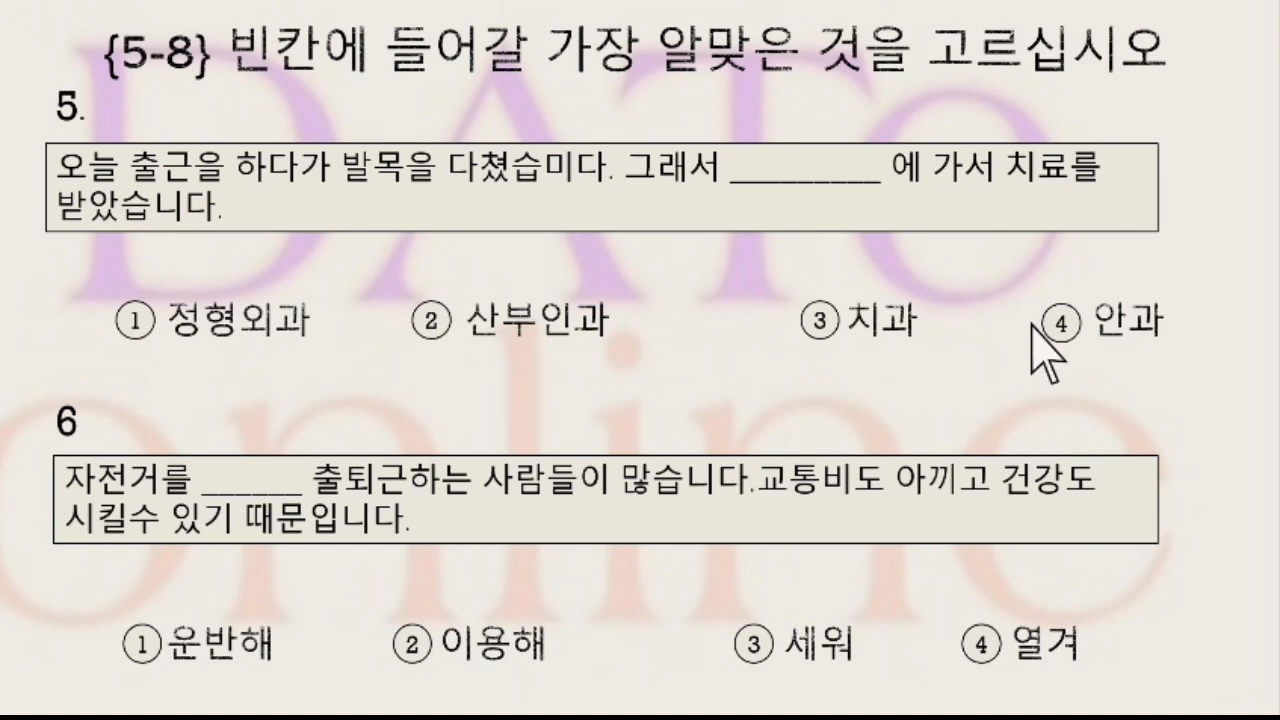 {5-8} 빈칸에 들어갈 가장 알맞은 것을 고르십시오
5.
오늘 출근을 하다가 발목을 다쳤습미다. 그래서 _________ 에 가서 치료를
받았습니다.
① 정형외과 ② 산부인과 ③ 치과 ④ 안과
6
자전거를 ______ 출퇴근하는 사람들이 많습니다.교통비도 아끼고 건강도
시킬수 있기 때문입니다.
① 운반해 ② 이용해 ③ 세워 ④ 열겨
DATo
online